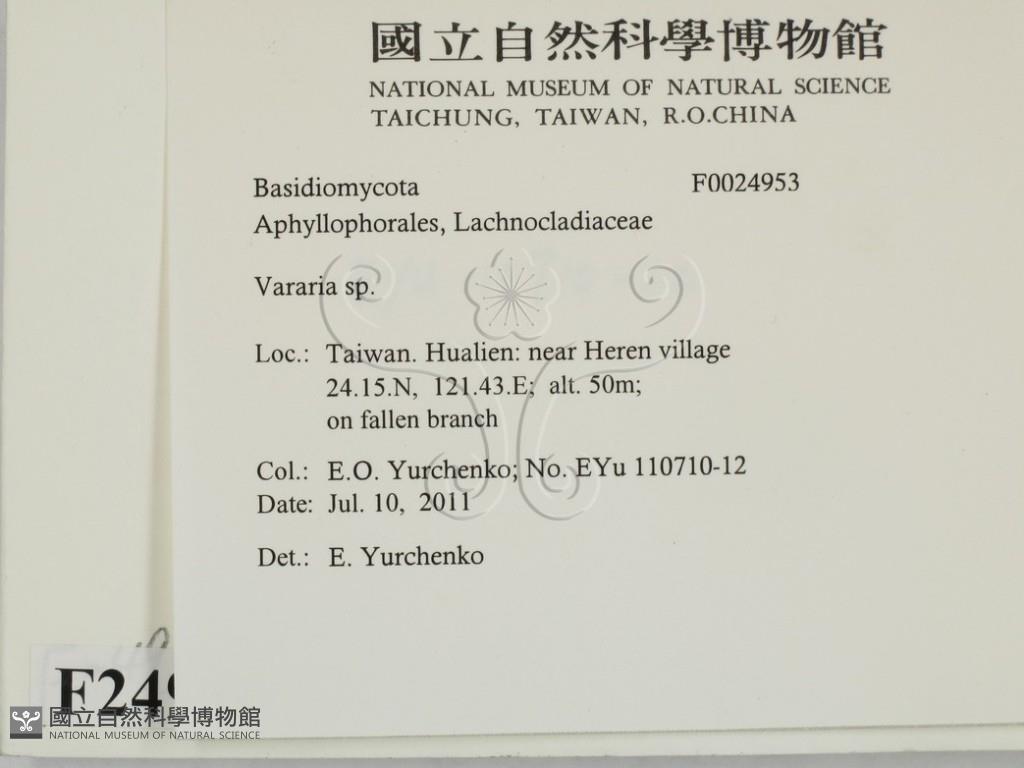 國立自然科學博物館
NATIONAL MUSEUM OF NATURAL SCIENCE
TAICHUNG, TAIWAN, R.O.CHINA
Basidiomycota F0024953
Aphyllophorales, Lachnocladiaceae
Vararia sp.
Loc.: Taiwan. Hualien: near Heren village
24.15.N, 121.43.E; alt. 50m;
on fallen branch
Col.: E.O. Yurchenko; No. EYu 110710-12
Date: Jul. 10, 2011
Det.: E. Yurchenko
F249
國立自然科學博物館
NATIONAL MUSEUM OF NATURAL SCIENCE